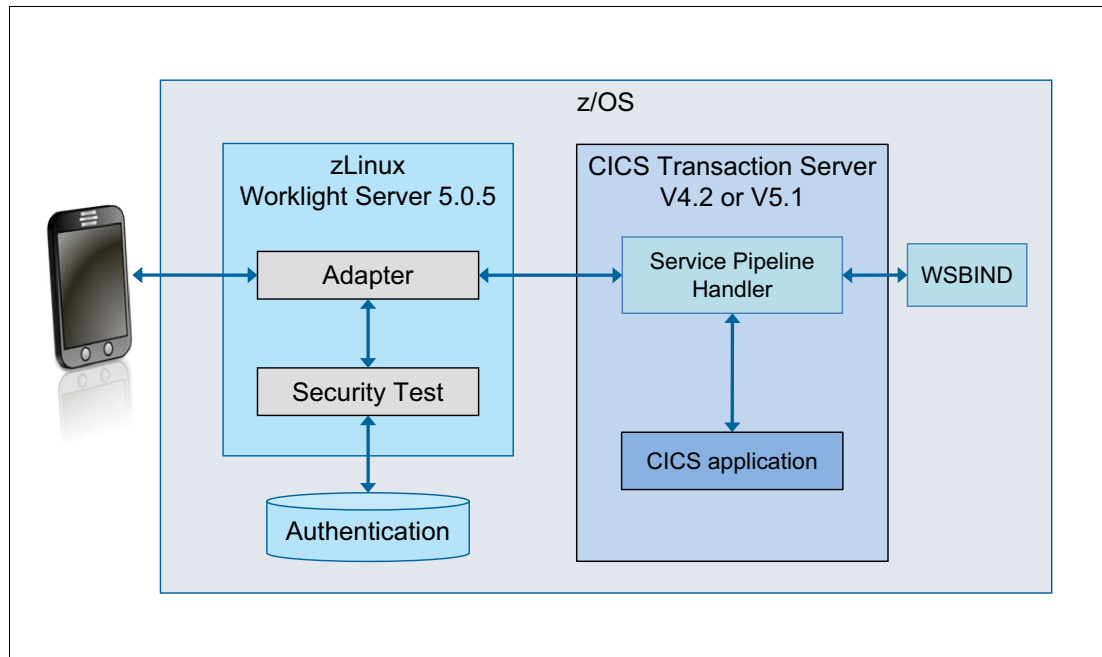 z/OS
zLinux
Worklight Server 5.0.5
CICS Transaction Server
V4.2 or V5.1
Adapter
Service Pipeline
Handler
WSBIND
Security Test
CICS application
Authentication